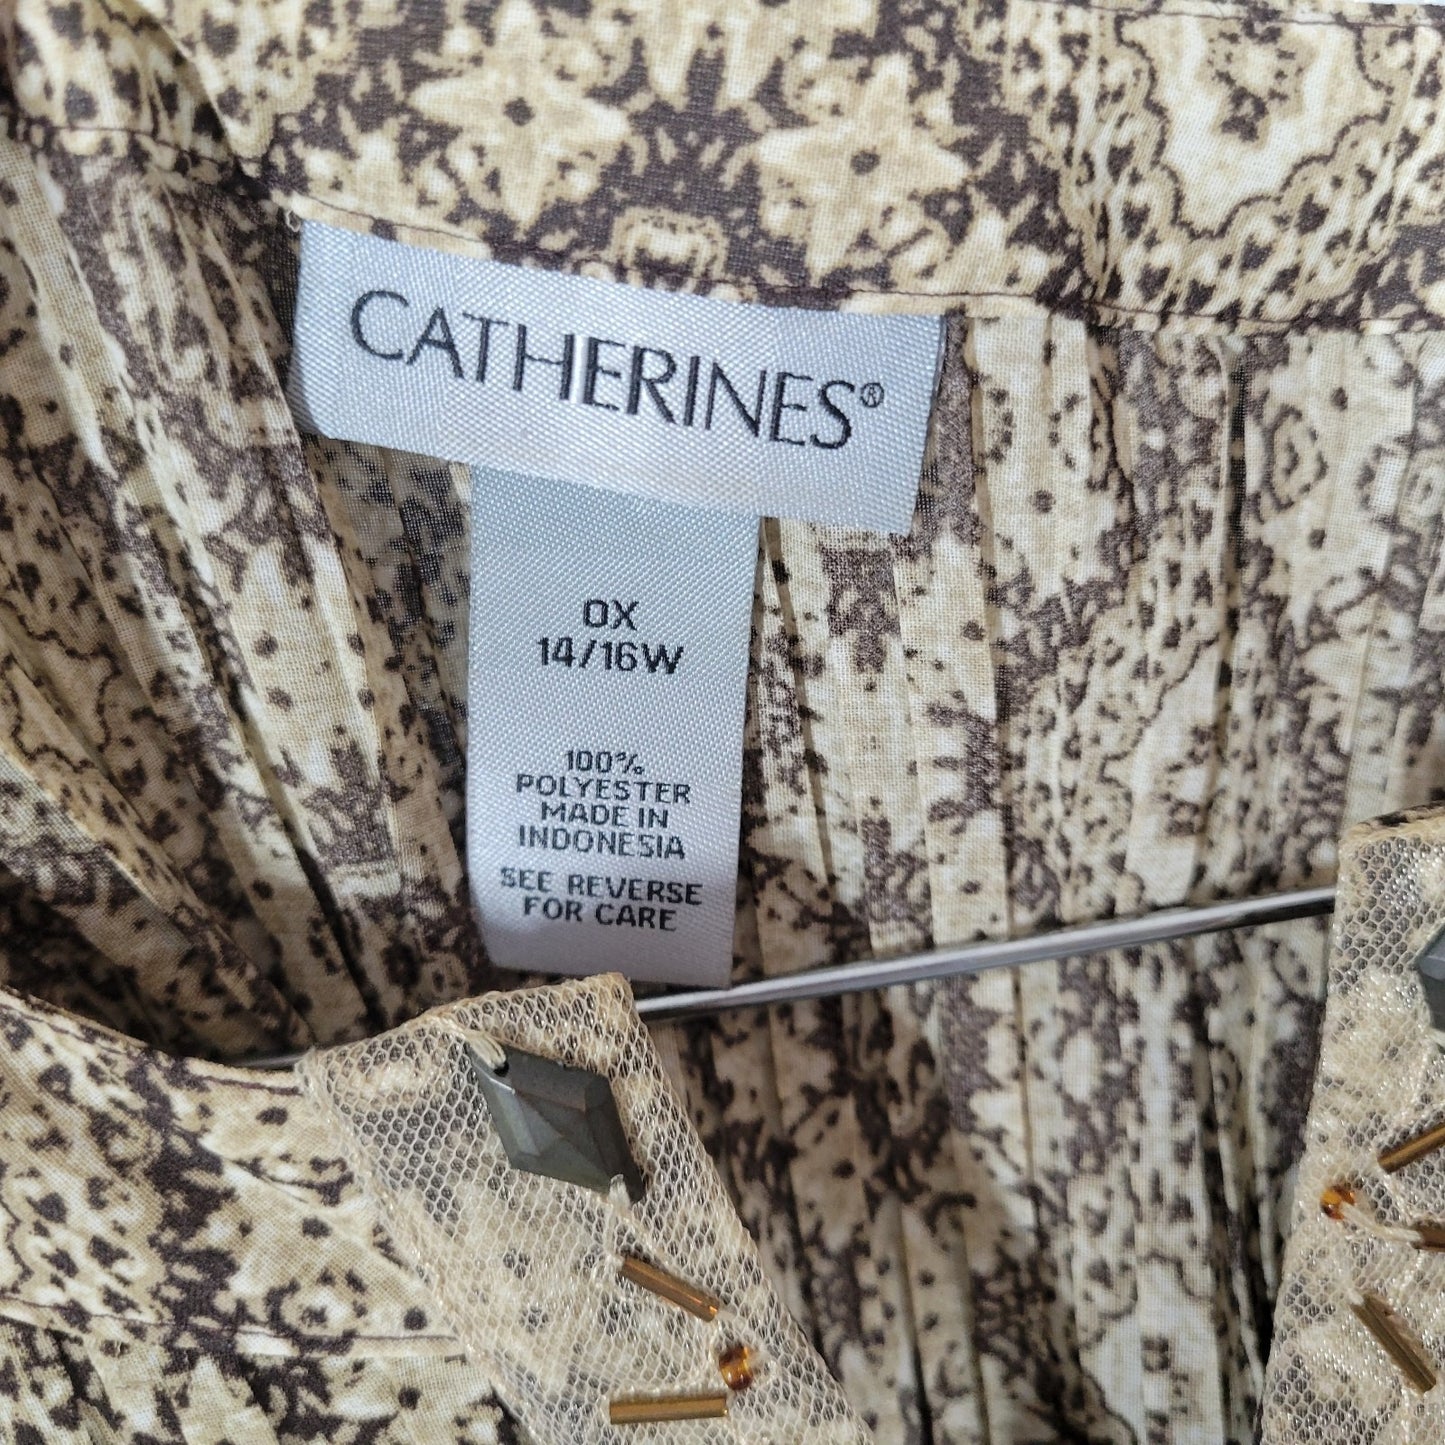 CATHERINES®
0X
14/16W
100%
POLYESTER
MADE IN
INDONESIA
SEE REVERSE
FOR CARE